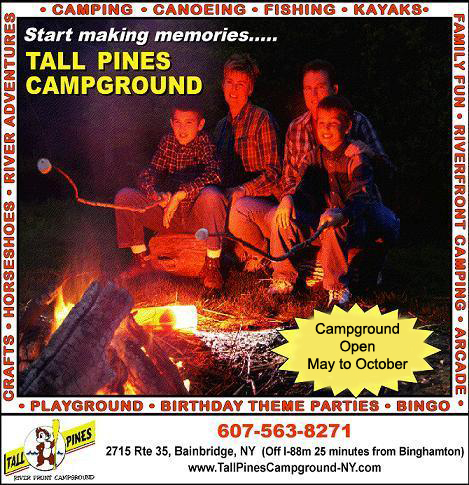 • CAMPING • CANOEING • FISHING • KAYAKS •
FAMILY FUN • RIVERFRONT CAMPING • ARCADE
CRAFTS • HORSESHOES • RIVER ADVENTURES
Start making memories.....
TALL PINES
CAMPGROUND
Campground
Open
May to October
• PLAYGROUND • BIRTHDAY THEME PARTIES • BINGO •
TALL PINES
RIVER FRONT CAMPGROUND
607-563-8271
2715 Rte 35, Bainbridge, NY (Off I-88m 25 minutes from Binghamton)
www.TallPinesCampground-NY.com